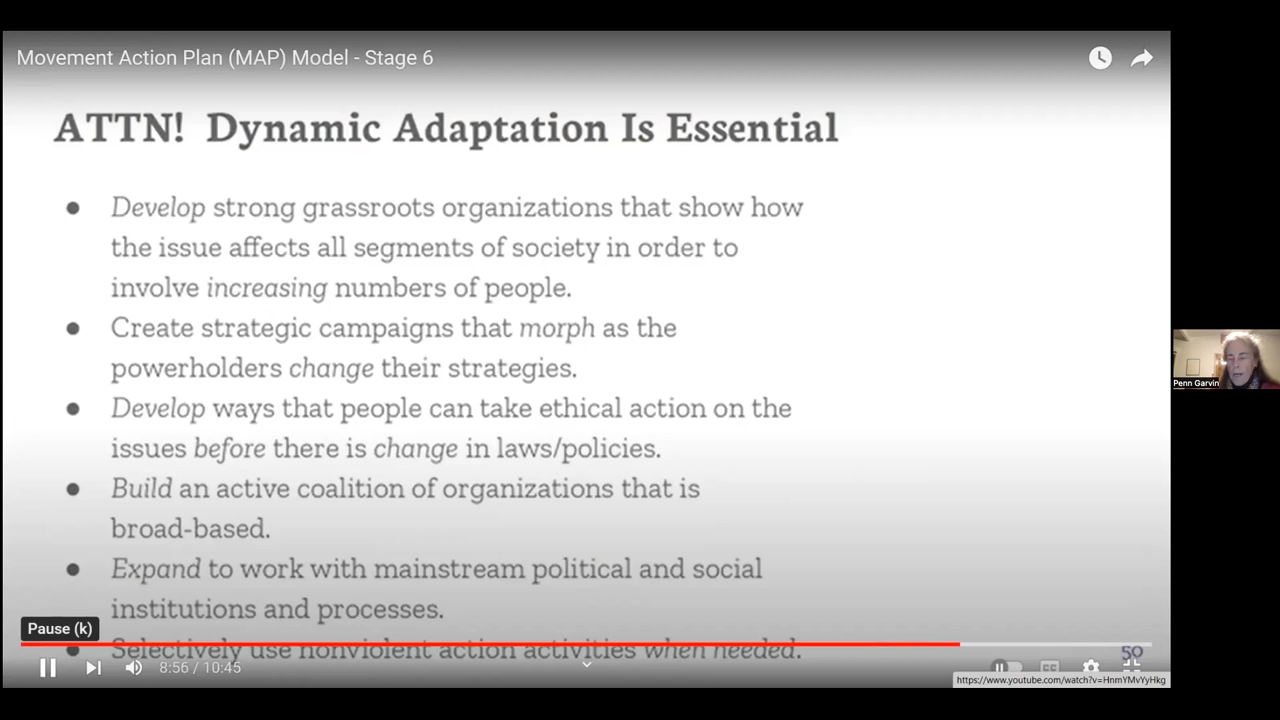 Movement Action Plan (MAP) Model - Stage 6
ATTN! Dynamic Adaptation Is Essential
● Develop strong grassroots organizations that show how
the issue affects all segments of society in order to
involve increasing numbers of people.
● Create strategic campaigns that morph as the
powerholders change their strategies.
● Develop ways that people can take ethical action on the
issues before there is change in laws/policies.
● Build an active coalition of organizations that is
broad-based.
● Expand to work with mainstream political and social
institutions and processes.
● Selectively use nonviolent action activities when needed.
Pause (k)
50
8:56 / 10:45
CC
https://www.youtube.com/watch?v=HnmYMvYyHkg
Penn Garvin